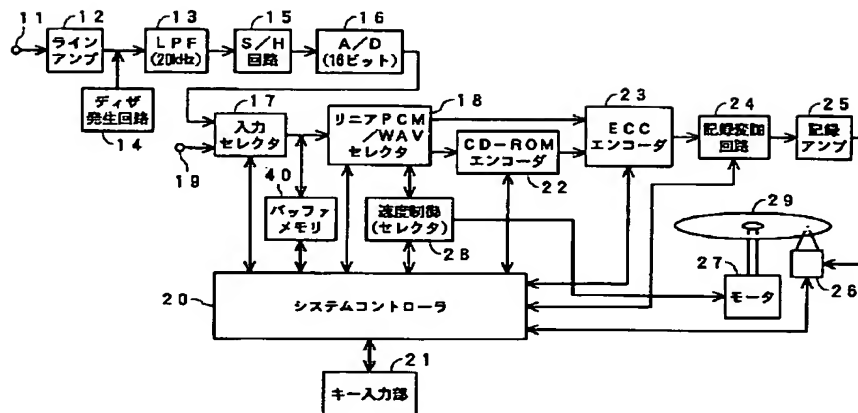 11
12
ラインアンプ
13
LPF
(20kHz)
15
S/H
回路
16
A/D
(16ビット)
ディザ
発生回路
14
17
入力
セレクタ
19
18
リニアPCM
/WAV
セレクタ
CD-ROM
エンコーダ
22
23
ECC
エンコーダ
24
記録変調
回路
25
記録
アンプ
40
バッファ
メモリ
速度制御
(セレクタ)
28
29
27
モータ
26
20
システムコントローラ
キー入力部
21